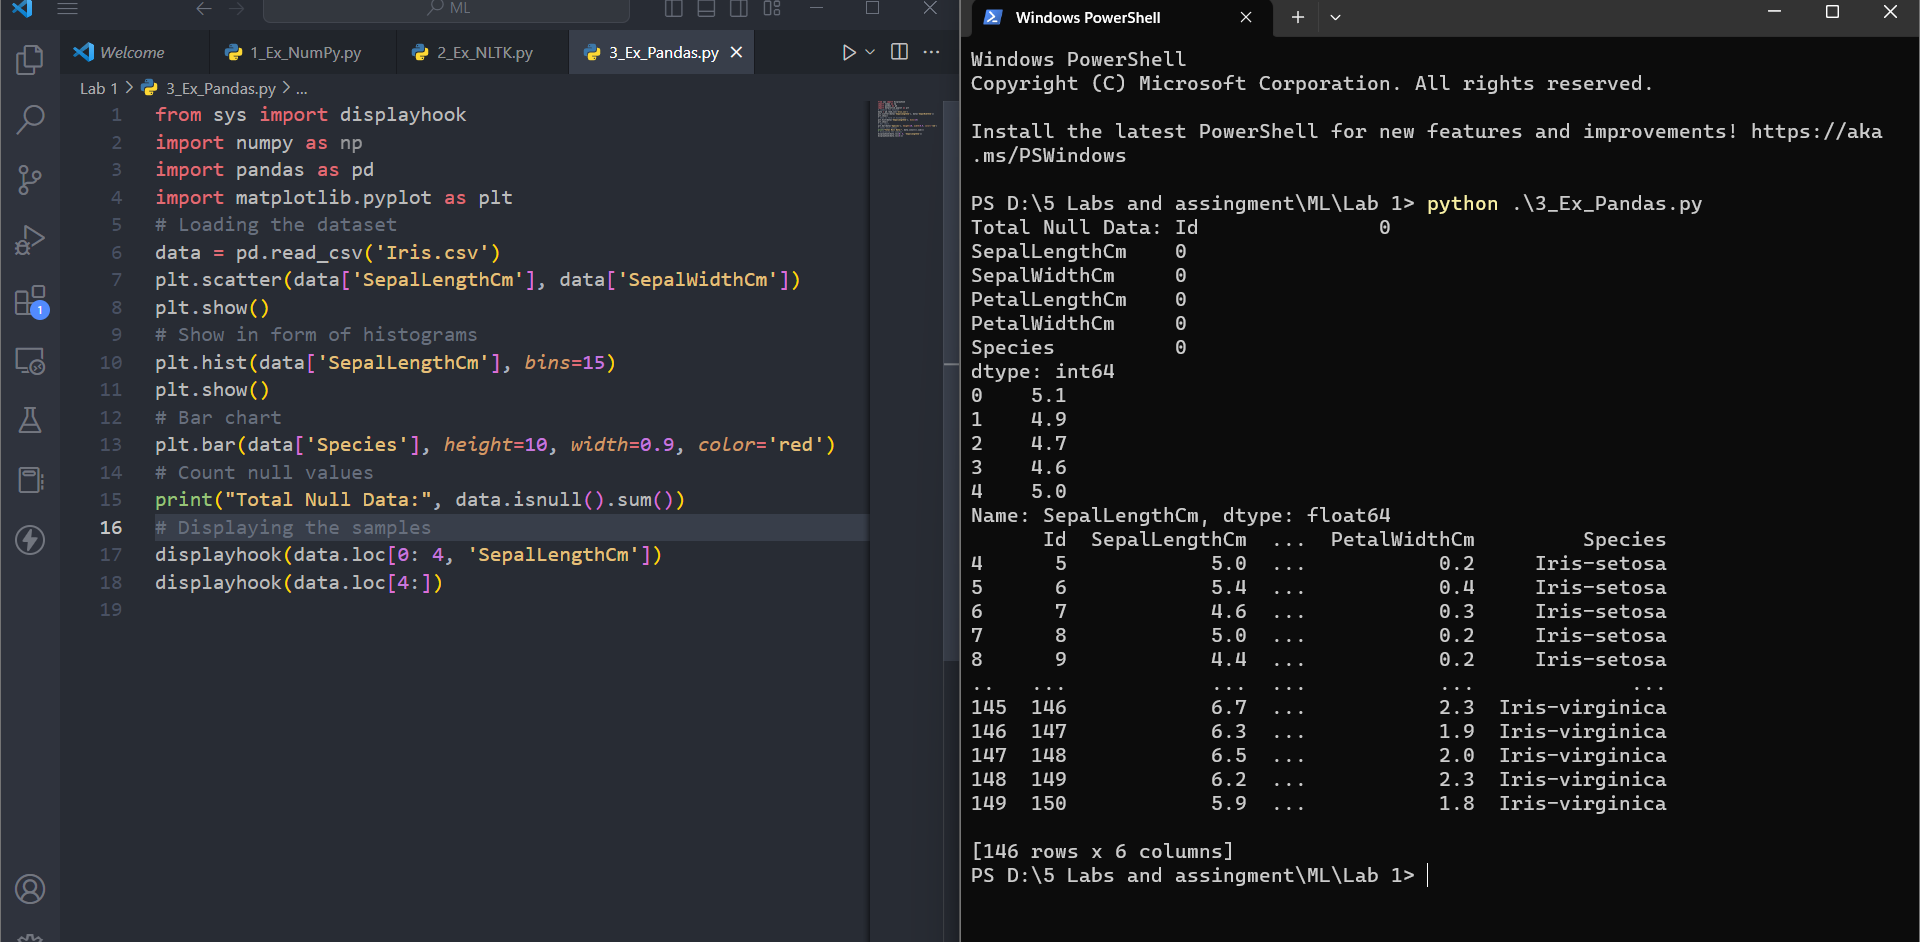 ML
Welcome
1_Ex_NumPy.py
2_Ex_NLTK.py
3_Ex_Pandas.py
Lab 1 > 3_Ex_Pandas.py > ...
1 from sys import displayhook
2 import numpy as np
3 import pandas as pd
4 import matplotlib.pyplot as plt
5 # Loading the dataset
6 data = pd.read_csv('Iris.csv')
7 plt.scatter(data['SepalLengthCm'], data['SepalWidthCm'])
8 plt.show()
9 # Show in form of histograms
10 plt.hist(data['SepalLengthCm'], bins=15)
11 plt.show()
12 # Bar chart
13 plt.bar(data['Species'], height=10, width=0.9, color='red')
14 # Count null values
15 print("Total Null Data:", data.isnull().sum())
16 # Displaying the samples
17 displayhook(data.loc[0: 4, 'SepalLengthCm'])
18 displayhook(data.loc[4:])
19
1
Windows PowerShell
Windows PowerShell
Copyright (C) Microsoft Corporation. All rights reserved.
Install the latest PowerShell for new features and improvements! https://aka
.ms/PSWindows
PS D:\5 Labs and assingment\ML\Lab 1> python .\3_Ex_Pandas.py
Total Null Data: Id               0
SepalLengthCm    0
SepalWidthCm     0
PetalLengthCm    0
PetalWidthCm     0
Species          0
dtype: int64
0    5.1
1    4.9
2    4.7
3    4.6
4    5.0
Name: SepalLengthCm, dtype: float64
      Id  SepalLengthCm  ...  PetalWidthCm         Species
4      5            5.0  ...           0.2     Iris-setosa
5      6            5.4  ...           0.4     Iris-setosa
6      7            4.6  ...           0.3     Iris-setosa
7      8            5.0  ...           0.2     Iris-setosa
8      9            4.4  ...           0.2     Iris-setosa
..   ...            ...  ...           ...             ...
145  146            6.7  ...           2.3  Iris-virginica
146  147            6.3  ...           1.9  Iris-virginica
147  148            6.5  ...           2.0  Iris-virginica
148  149            6.2  ...           2.3  Iris-virginica
149  150            5.9  ...           1.8  Iris-virginica
[146 rows x 6 columns]
PS D:\5 Labs and assingment\ML\Lab 1>